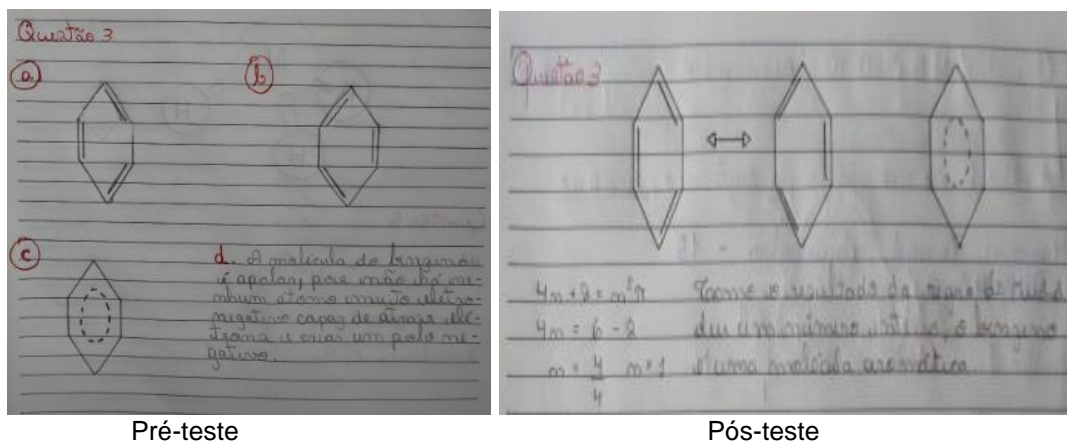 Questão 3
a
b
c
d. A molécula do benzeno
é apolar, pois não há ne-
nhum átomo muito eletro-
negativo capaz de atrair elé-
trons e criar um polo ne-
gativo.
Questão 3
4n + 2 = nº π Como o resultado da regra de
4n = 6 - 2 deu um número inteiro, o benzeno
n = 4/4 n = 1 é uma molécula aromática.
Pré-teste
Pós-teste